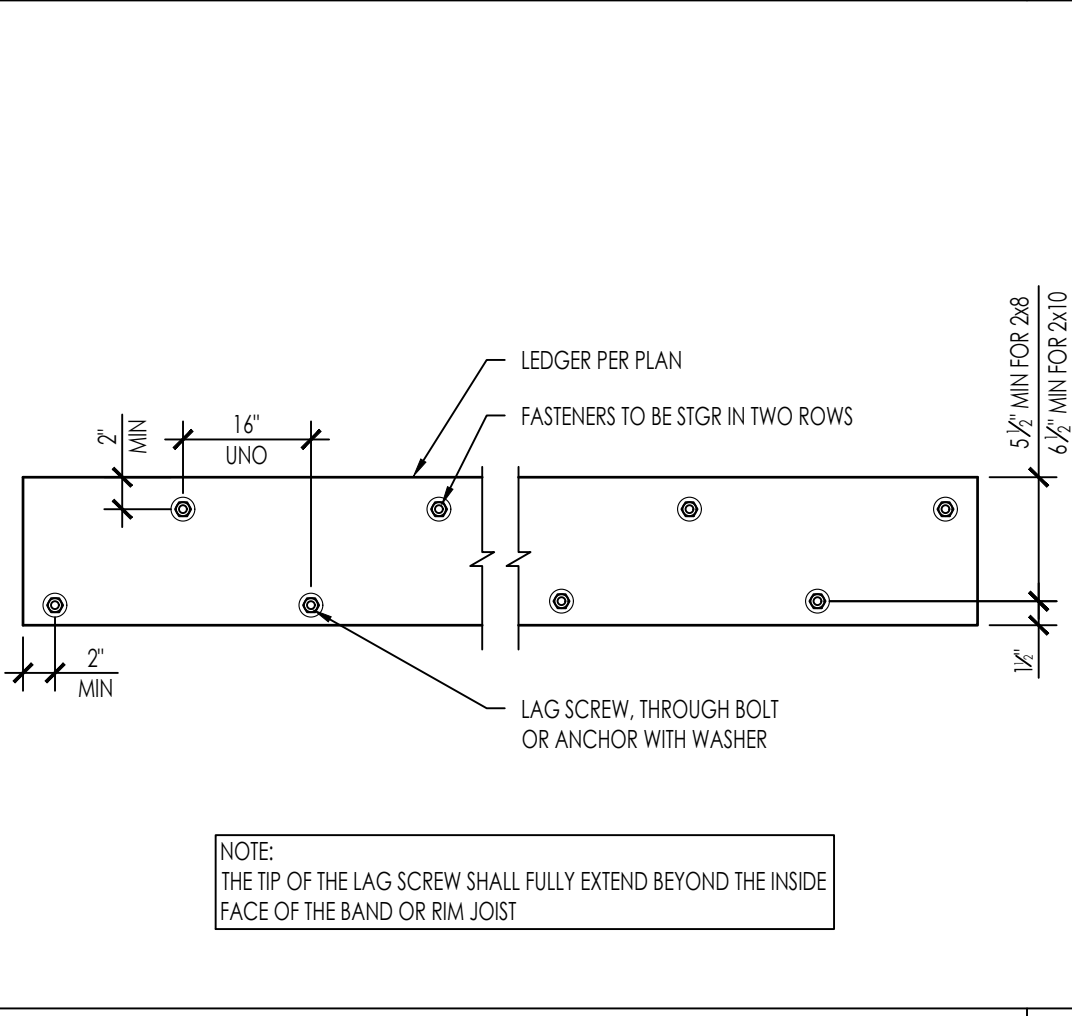 5½" MIN FOR 2x8
6½" MIN FOR 2x10
LEDGER PER PLAN
FASTENERS TO BE STGR IN TWO ROWS
2"
MIN
16"
UNO
2"
MIN
1½"
LAG SCREW, THROUGH BOLT
OR ANCHOR WITH WASHER
NOTE:
THE TIP OF THE LAG SCREW SHALL FULLY EXTEND BEYOND THE INSIDE
FACE OF THE BAND OR RIM JOIST